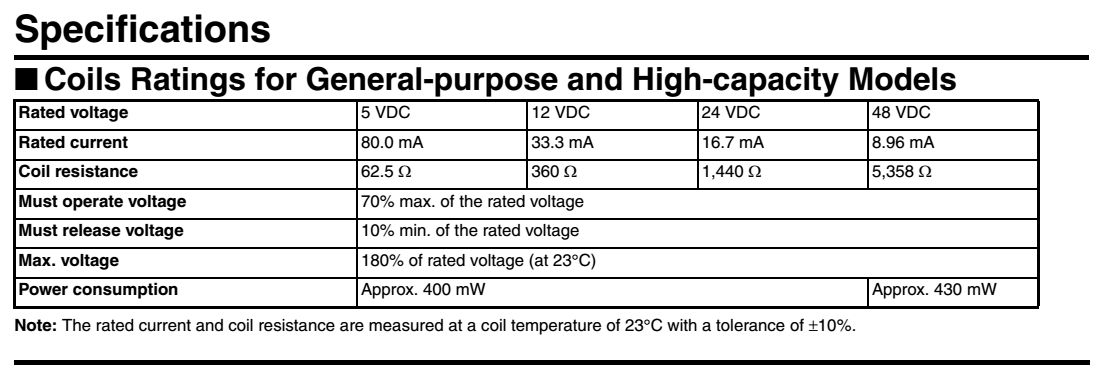 Specifications
■ Coils Ratings for General-purpose and High-capacity Models
Rated voltage 5 VDC 12 VDC 24 VDC 48 VDC
Rated current 80.0 mA 33.3 mA 16.7 mA 8.96 mA
Coil resistance 62.5 Ω 360 Ω 1,440 Ω 5,358 Ω
Must operate voltage 70% max. of the rated voltage
Must release voltage 10% min. of the rated voltage
Max. voltage 180% of rated voltage (at 23°C)
Power consumption Approx. 400 mW Approx. 430 mW
Note: The rated current and coil resistance are measured at a coil temperature of 23°C with a tolerance of ±10%.